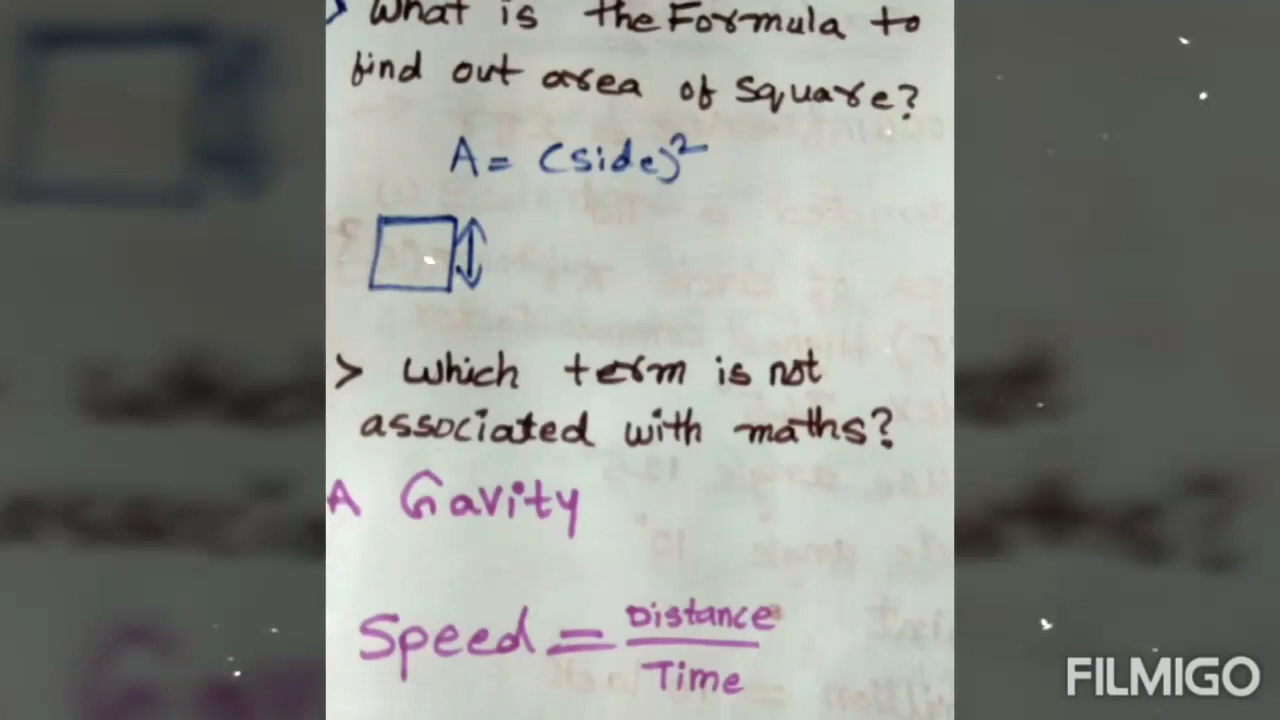 > What is the Formula to
find out area of square?
A = (side)²
> Which term is not
associated with maths?
A Gavity
Speed = Distance
Time
FILMIGO